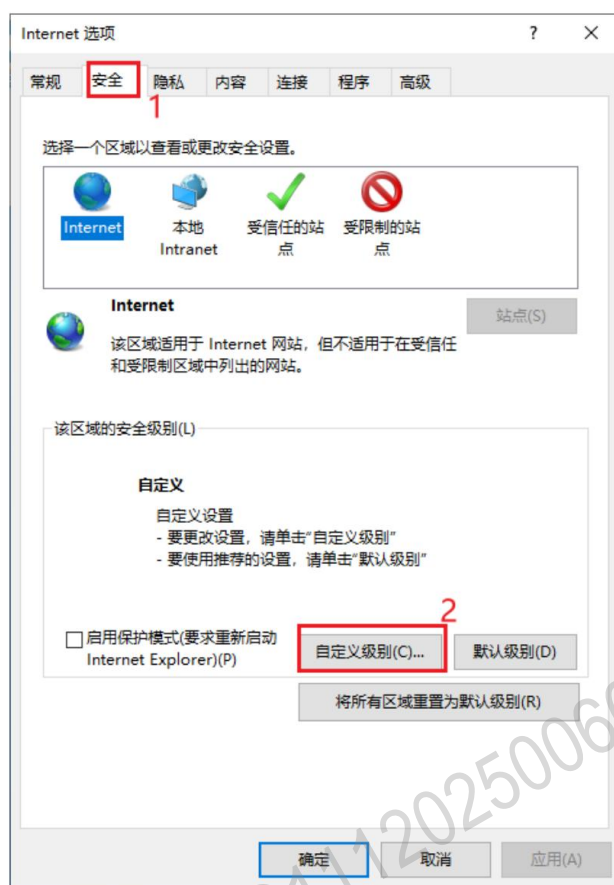 Internet 选项
?
×
常规 安全 隐私 内容 连接 程序 高级
1
选择一个区域以查看或更改安全设置。
Internet
本地
Intranet
受信任的站
点
受限制的站
点
Internet
站点(S)
该区域适用于 Internet 网站，但不适用于在受信任
和受限制区域中列出的网站。
该区域的安全级别(L)
自定义
自定义设置
- 要更改设置，请单击"自定义级别"
- 要使用推荐的设置，请单击"默认级别"
2
启用保护模式(要求重新启动
Internet Explorer)(P)
自定义级别(C)...
默认级别(D)
将所有区域重置为默认级别(R)
确定 取消 应用(A)